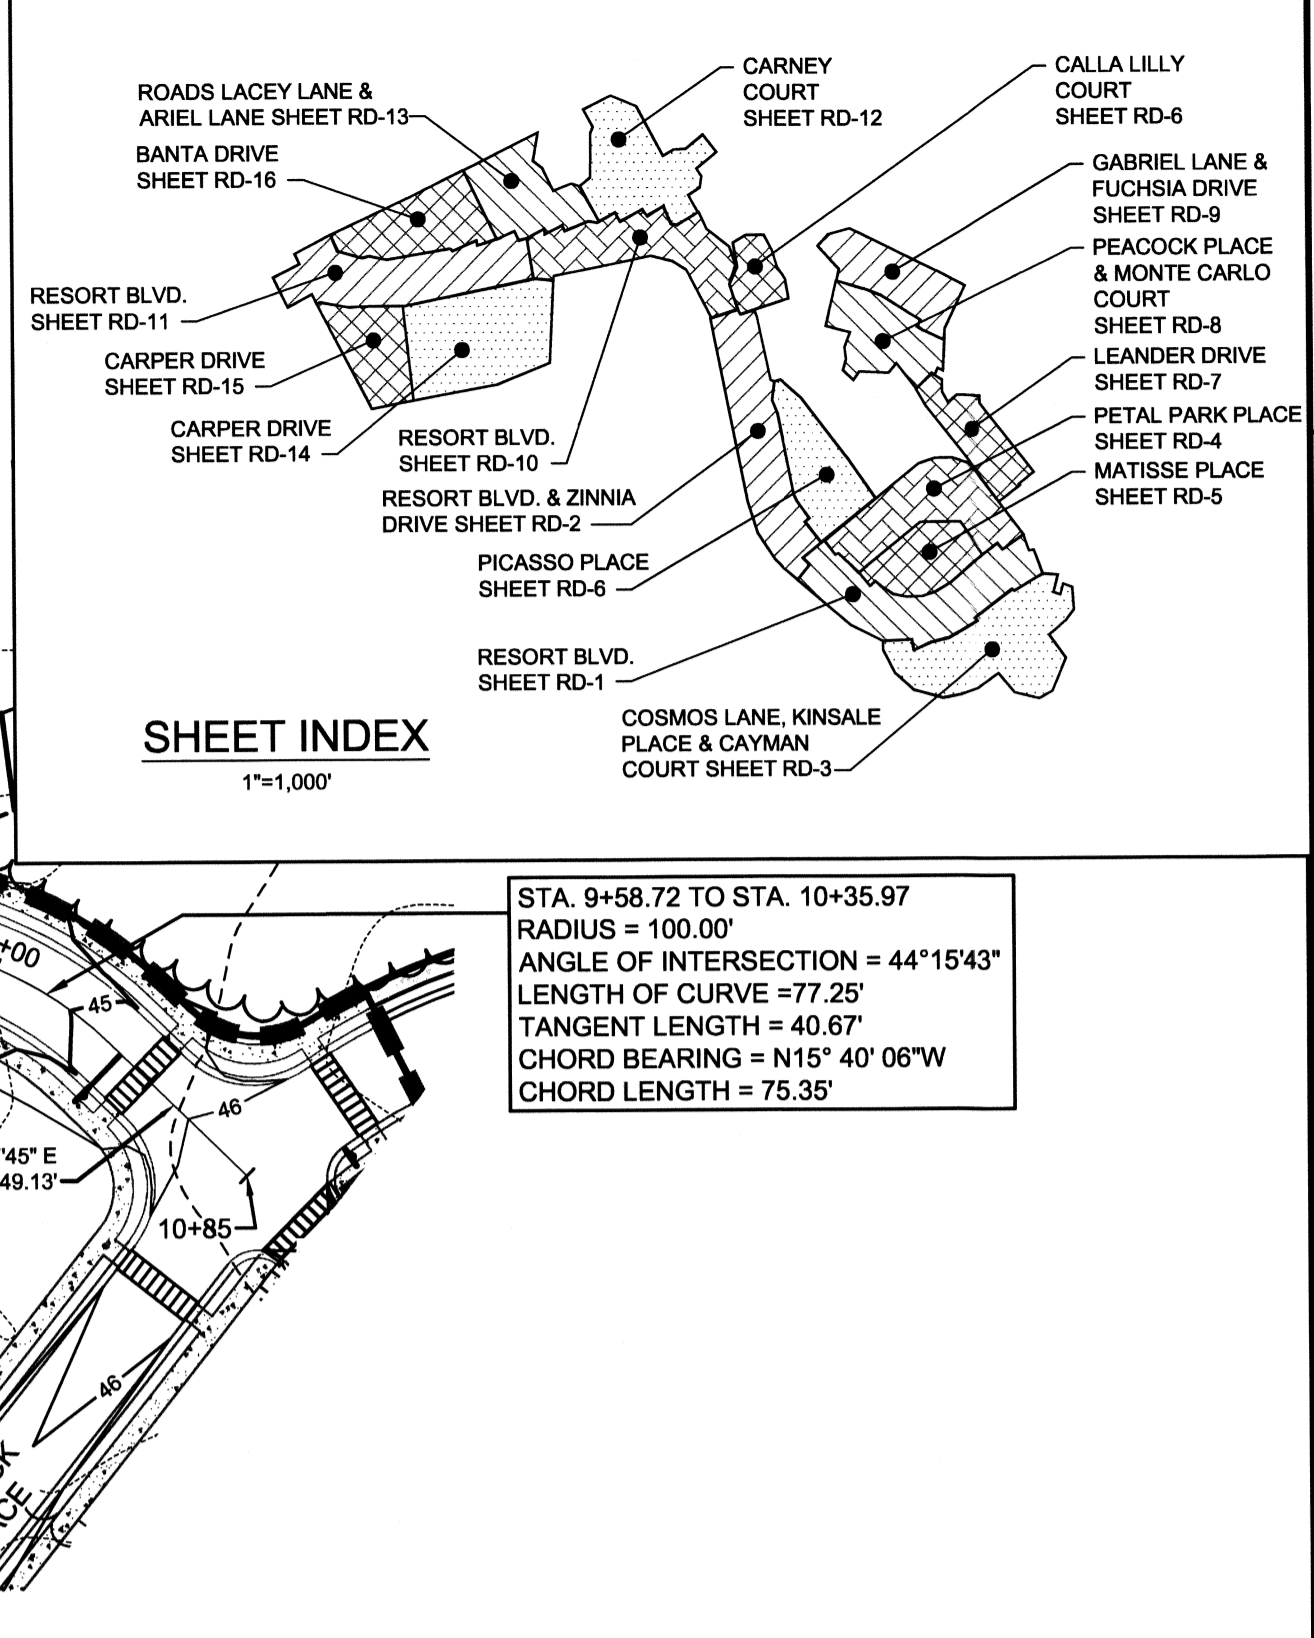 ROADS LACEY LANE &
ARIEL LANE SHEET RD-13
BANTA DRIVE
SHEET RD-16
CARNEY
COURT
SHEET RD-12
CALLA LILLY
COURT
SHEET RD-6
GABRIEL LANE &
FUCHSIA DRIVE
SHEET RD-9
PEACOCK PLACE
& MONTE CARLO
COURT
SHEET RD-8
LEANDER DRIVE
SHEET RD-7
PETAL PARK PLACE
SHEET RD-4
MATISSE PLACE
SHEET RD-5
RESORT BLVD.
SHEET RD-11
CARPER DRIVE
SHEET RD-15
CARPER DRIVE
SHEET RD-14
RESORT BLVD.
SHEET RD-10
RESORT BLVD. & ZINNIA
DRIVE SHEET RD-2
PICASSO PLACE
SHEET RD-6
RESORT BLVD.
SHEET RD-1
COSMOS LANE, KINSALE
PLACE & CAYMAN
COURT SHEET RD-3
SHEET INDEX
1"=1,000'
STA. 9+58.72 TO STA. 10+35.97
RADIUS = 100.00'
ANGLE OF INTERSECTION = 44°15'43"
LENGTH OF CURVE =77.25'
TANGENT LENGTH = 40.67'
CHORD BEARING = N15° 40' 06"W
CHORD LENGTH = 75.35'
+00
45
46
'45" E
49.13'
10+85
46